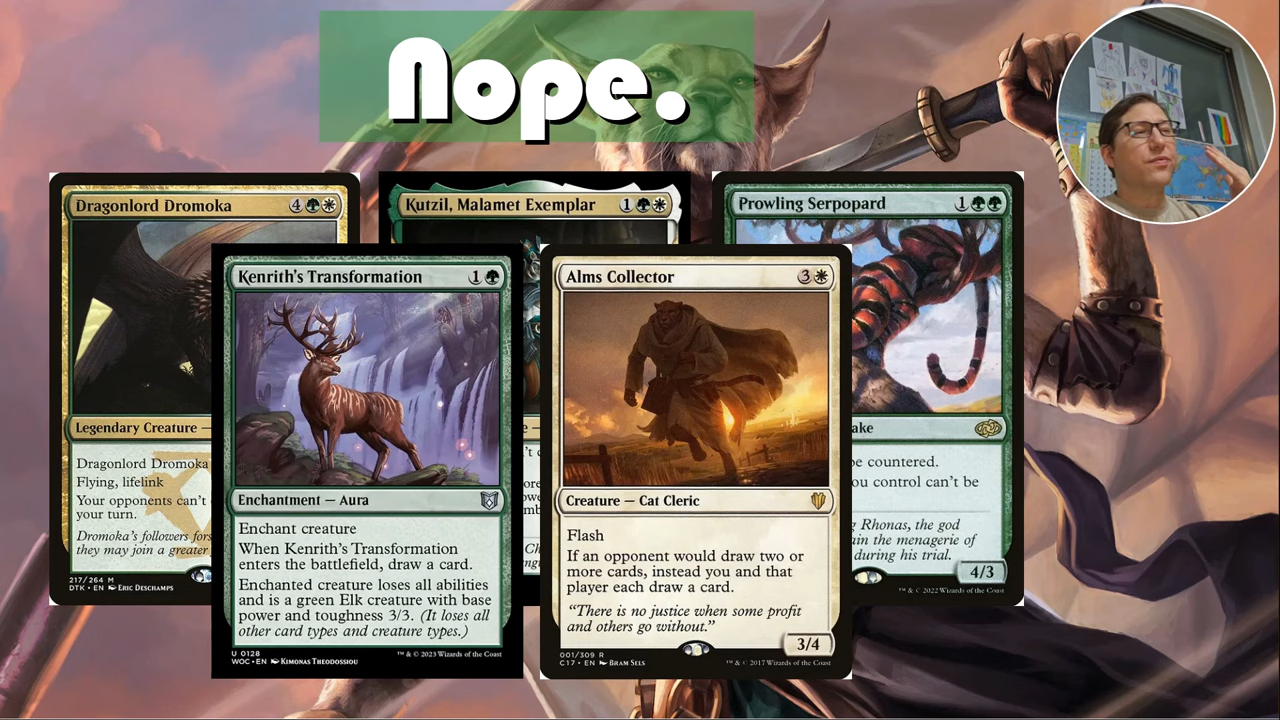 Nope.
Dragonlord Dromoka 4
Kutzil, Malamet Exemplar 1
Prowling Serpopard 1
Kenrith's Transformation 1
Alms Collector 3
Legendary Creature —
Dragonlord Dromoka
Flying, lifelink
Your opponents can't
your turn.
Dromoka's followers
they may join a greater
217/264 M
DTK • EN Eric Deschamps
Enchantment — Aura
Enchant creature
When Kenrith's Transformation
enters the battlefield, draw a card.
Enchanted creature loses all abilities
and is a green Elk creature with base
power and toughness 3/3. (It loses all
other card types and creature types.)
U 0128
WOC • EN Kimonas Theodossiou
™ & © 2023 Wizards of the Coast
Creature — Cat Cleric
Flash
If an opponent would draw two or
more cards, instead you and that
player each draw a card.
"There is no justice when some profit
and others go without."
3/4
001/309 R
C17 • EN Bram Sels
™ & © 2017 Wizards of the Coast
be countered.
you control can't be
Rhonas, the god
in the menagerie of
during his trial.
4/3
™ & © 2022 Wizards of the Coast